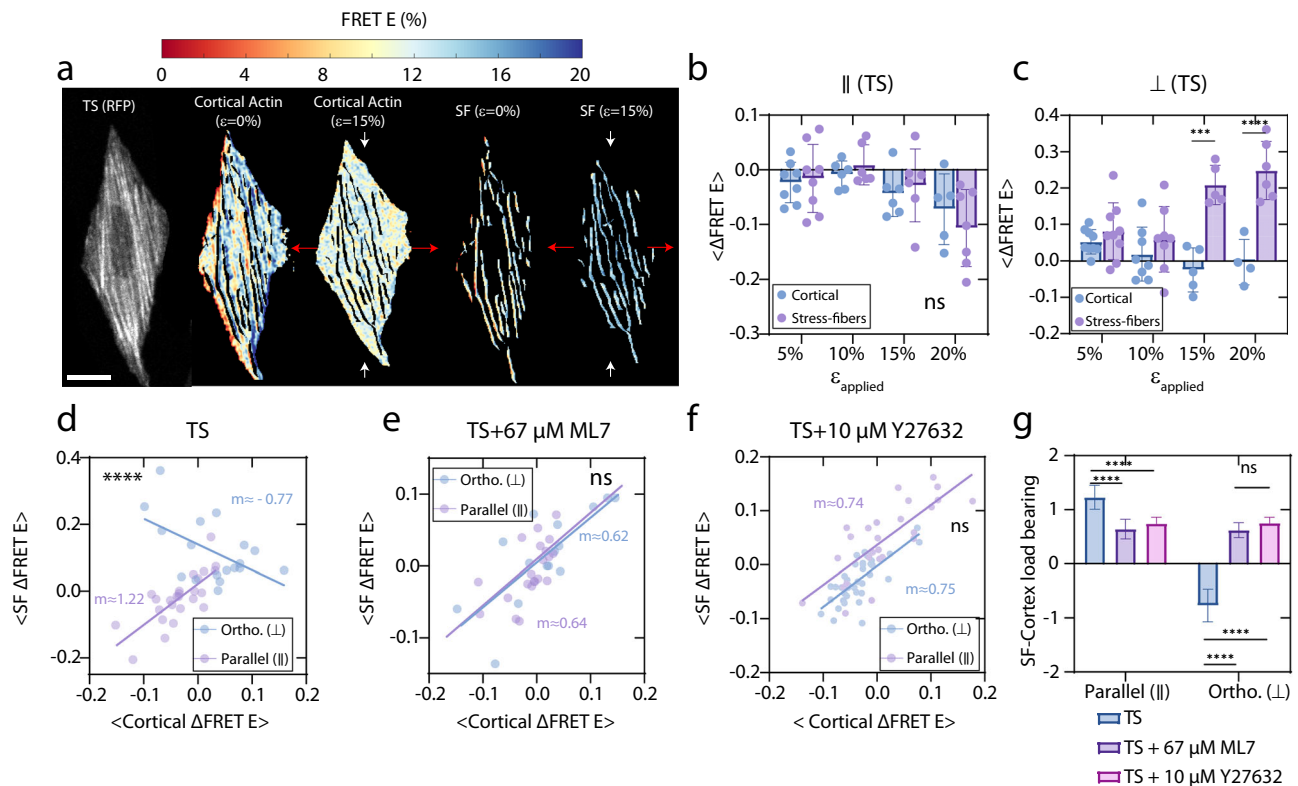 FRET E (%)
0 4 8 12 16 20
a
TS (RFP)
Cortical Actin
(ε=0%)
Cortical Actin
(ε=15%)
SF (ε=0%)
SF (ε=15%)
b
∥ (TS)
<ΔFRET E>
0.1
0.0
-0.1
-0.2
-0.3
Cortical
Stress-fibers
ns
5% 10% 15% 20%
εapplied
c
⊥ (TS)
<ΔFRET E>
0.4
0.3
0.2
0.1
0.0
-0.1
-0.2
*** ****
Cortical
Stress-fibers
5% 10% 15% 20%
εapplied
d
TS
<SF ΔFRET E>
0.4
0.2
0.0
-0.2
****
m≈ - 0.77
m≈1.22
Ortho. (⊥)
Parallel (∥)
-0.2 -0.1 0.0 0.1 0.2
<Cortical ΔFRET E>
e
TS+67 μM ML7
<SF ΔFRET E>
0.1
0.0
-0.1
Ortho. (⊥)
Parallel (∥)
ns
m≈0.62
m≈0.64
-0.2 -0.1 0.0 0.1 0.2
<Cortical ΔFRET E>
f
TS+10 μM Y27632
<SF ΔFRET E>
0.2
0.1
0.0
-0.1
-0.2
m≈0.74
ns
m≈0.75
Ortho. (⊥)
Parallel (∥)
-0.2 -0.1 0.0 0.1 0.2
< Cortical ΔFRET E>
g
SF-Cortex load bearing
2
1
0
-1
-2
****
****
ns
****
****
Parallel (∥) Ortho. (⊥)
TS
TS + 67 μM ML7
TS + 10 μM Y27632